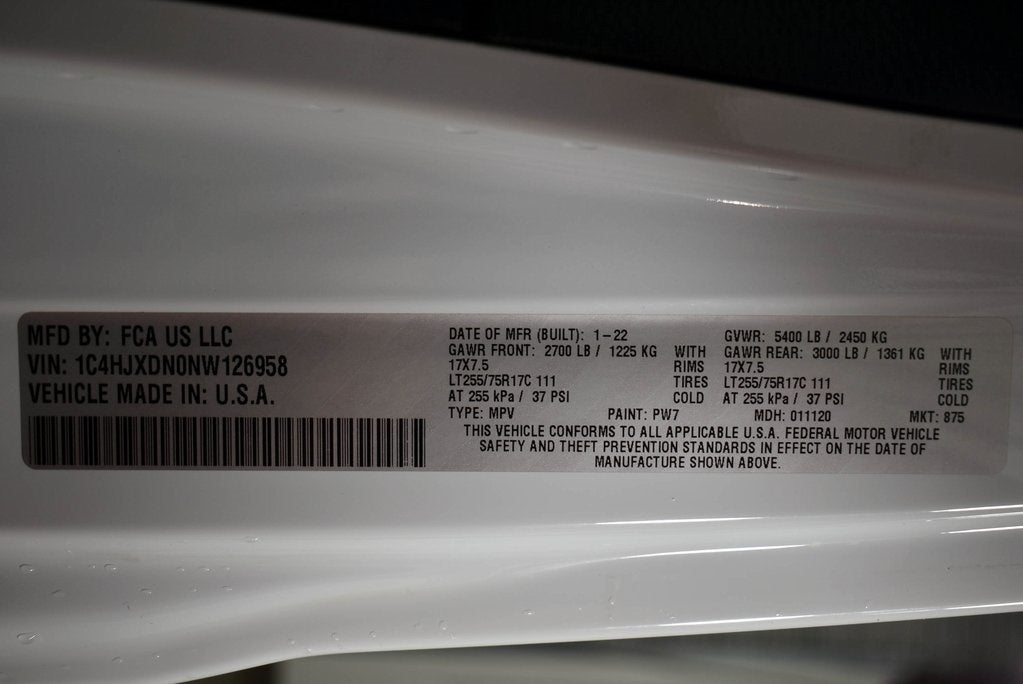 MFD BY: FCA US LLC
VIN: 1C4HJXDN0NW126958
VEHICLE MADE IN: U.S.A.
DATE OF MFR (BUILT): 1-22 GVWR: 5400 LB / 2450 KG
GAWR FRONT: 2700 LB / 1225 KG WITH GAWR REAR: 3000 LB / 1361 KG WITH
17X7.5 RIMS 17X7.5 RIMS
LT255/75R17C 111 TIRES LT255/75R17C 111 TIRES
AT 255 kPa / 37 PSI COLD AT 255 kPa / 37 PSI COLD
TYPE: MPV PAINT: PW7 MDH: 011120 MKT: 875
THIS VEHICLE CONFORMS TO ALL APPLICABLE U.S.A. FEDERAL MOTOR VEHICLE
SAFETY AND THEFT PREVENTION STANDARDS IN EFFECT ON THE DATE OF
MANUFACTURE SHOWN ABOVE.